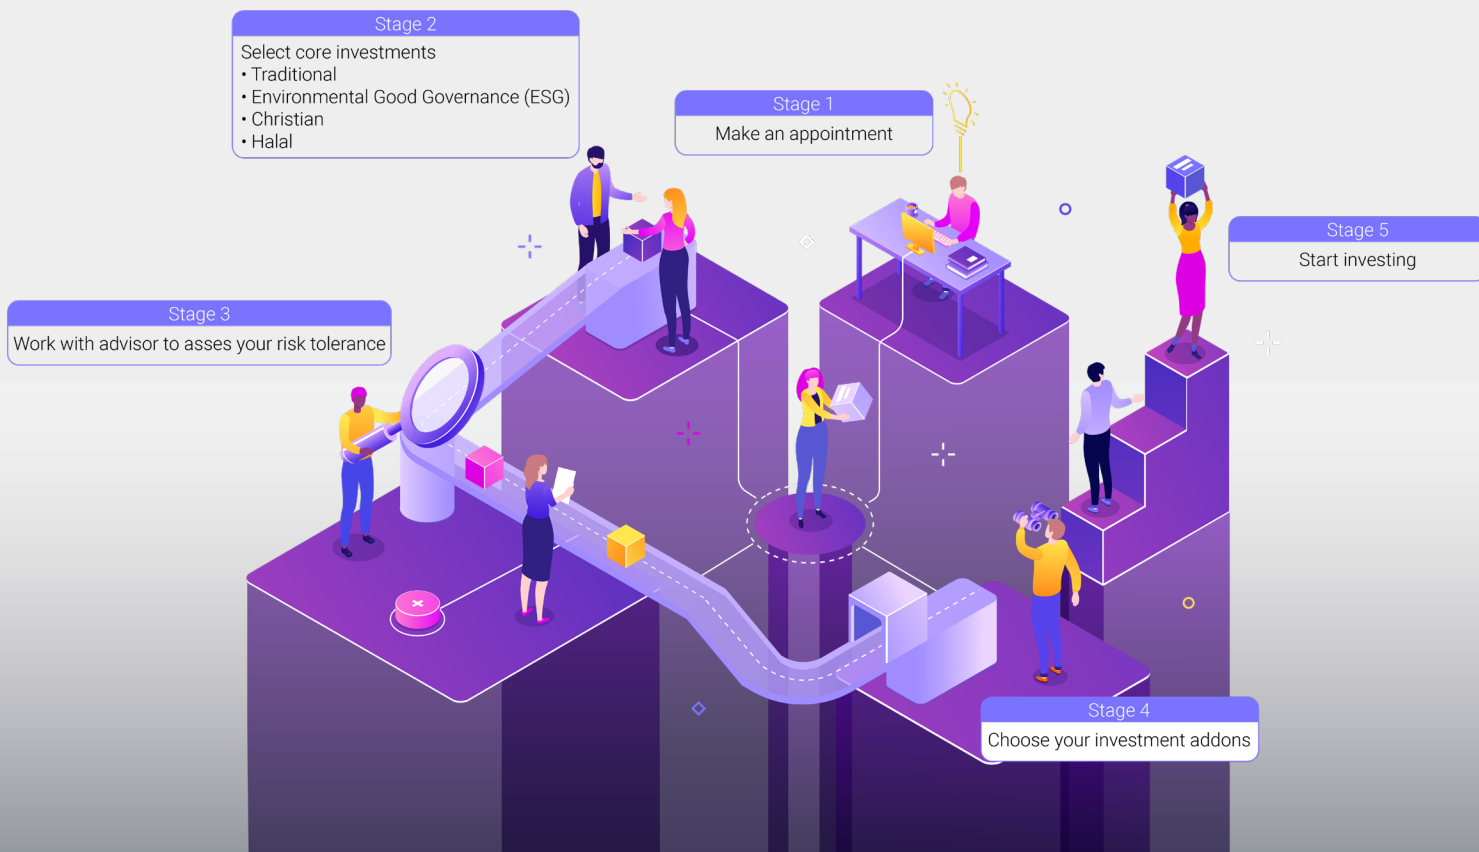 Stage 2
Select core investments
• Traditional
• Environmental Good Governance (ESG)
• Christian
• Halal
Stage 1
Make an appointment
Stage 5
Start investing
Stage 3
Work with advisor to asses your risk tolerance
Stage 4
Choose your investment addons